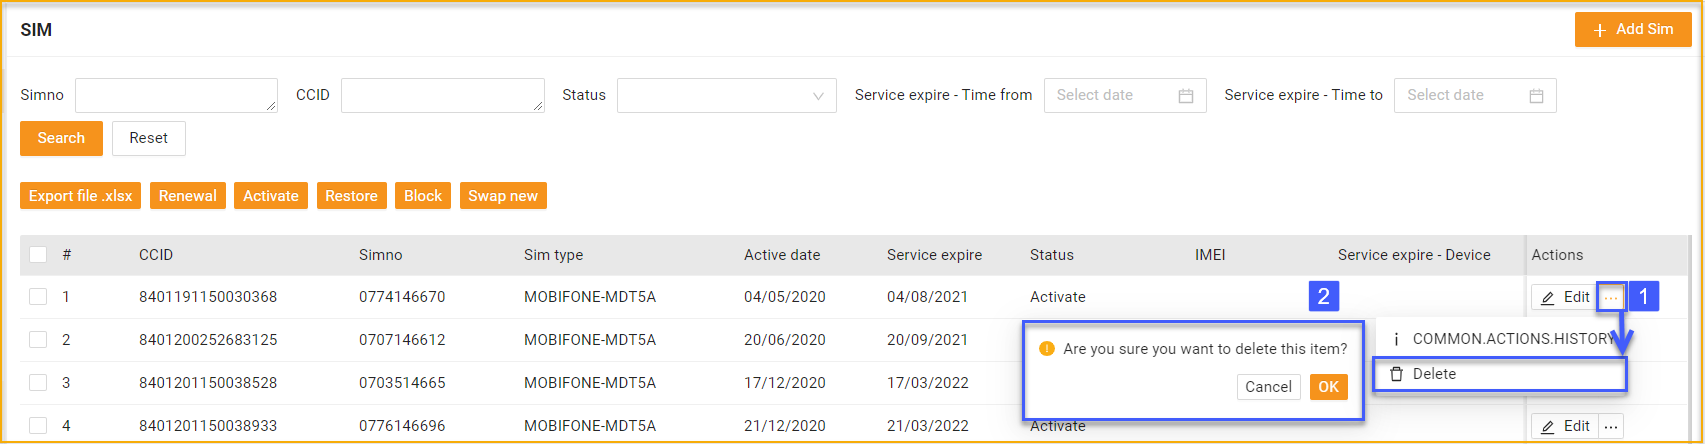 SIM
+ Add Sim
Simno CCID Status Service expire - Time from Select date Service expire - Time to Select date
Search Reset
Export file .xlsx Renewal Activate Restore Block Swap new
# CCID Simno Sim type Active date Service expire Status IMEI Service expire - Device Actions
1 8401191150030368 0774146670 MOBIFONE-MDT5A 04/05/2020 04/08/2021 Activate 2 Edit ... 1
2 8401200252683125 0707146612 MOBIFONE-MDT5A 20/06/2020 20/09/2021 Are you sure you want to delete this item? COMMON.ACTIONS.HISTORY
3 8401201150038528 0703514665 MOBIFONE-MDT5A 17/12/2020 17/03/2022 Cancel OK Delete
4 8401201150038933 0776146696 MOBIFONE-MDT5A 21/12/2020 21/03/2022 Activate Edit ...